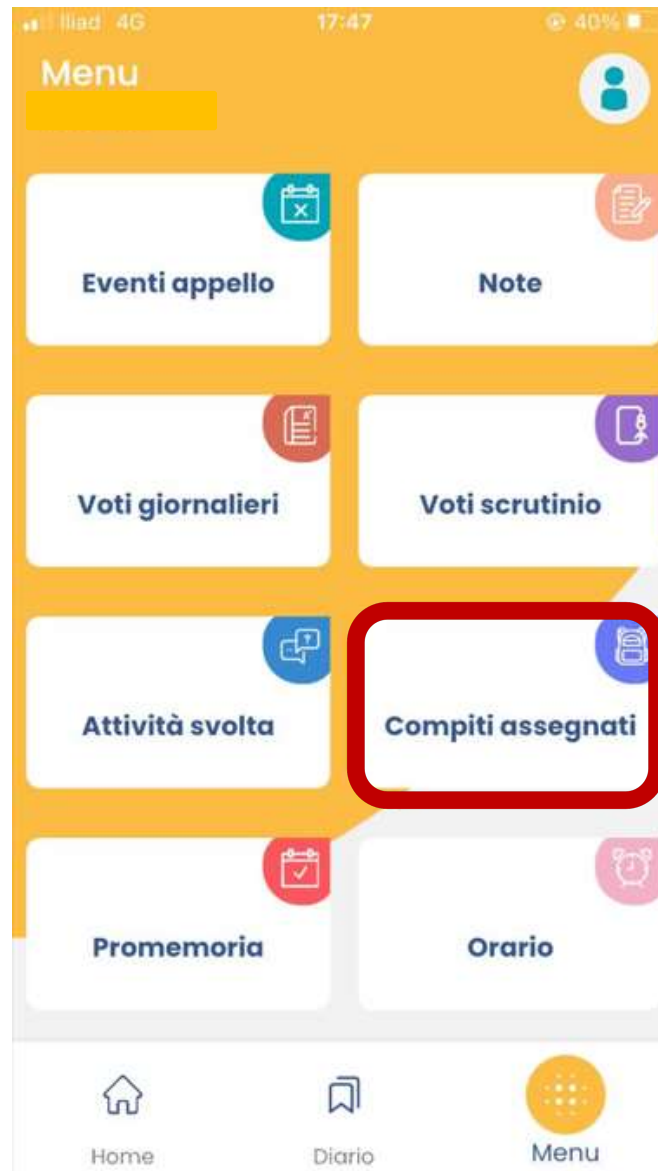 Iliad 4G 17:47 40%
Menu
Eventi appello Note
Voti giornalieri Voti scrutinio
Attività svolta Compiti assegnati
Promemoria Orario
Home Diario Menu